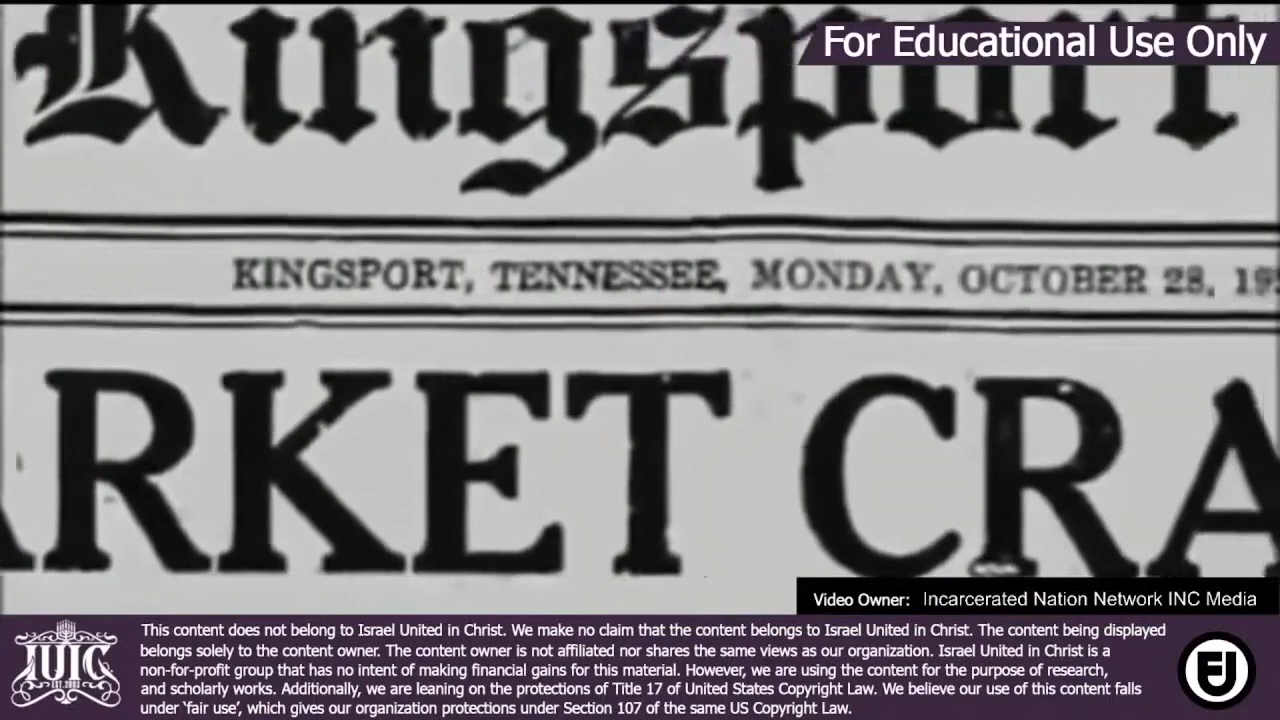 Kingsport
For Educational Use Only
KINGSPORT, TENNESSEE, MONDAY, OCTOBER 28, 19
ARKET CRA
Video Owner: Incarcerated Nation Network INC Media
This content does not belong to Israel United in Christ. We make no claim that the content belongs to Israel United in Christ. The content being displayed
belongs solely to the content owner. The content owner is not affiliated nor shares the same views as our organization. Israel United in Christ is a
non-for-profit group that has no intent of making financial gains for this material. However, we are using the content for the purpose of research,
and scholarly works. Additionally, we are leaning on the protections of Title 17 of United States Copyright Law. We believe our use of this content falls
under ‘fair use’, which gives our organization protections under Section 107 of the same US Copyright Law.
IUIC
EST. 2003